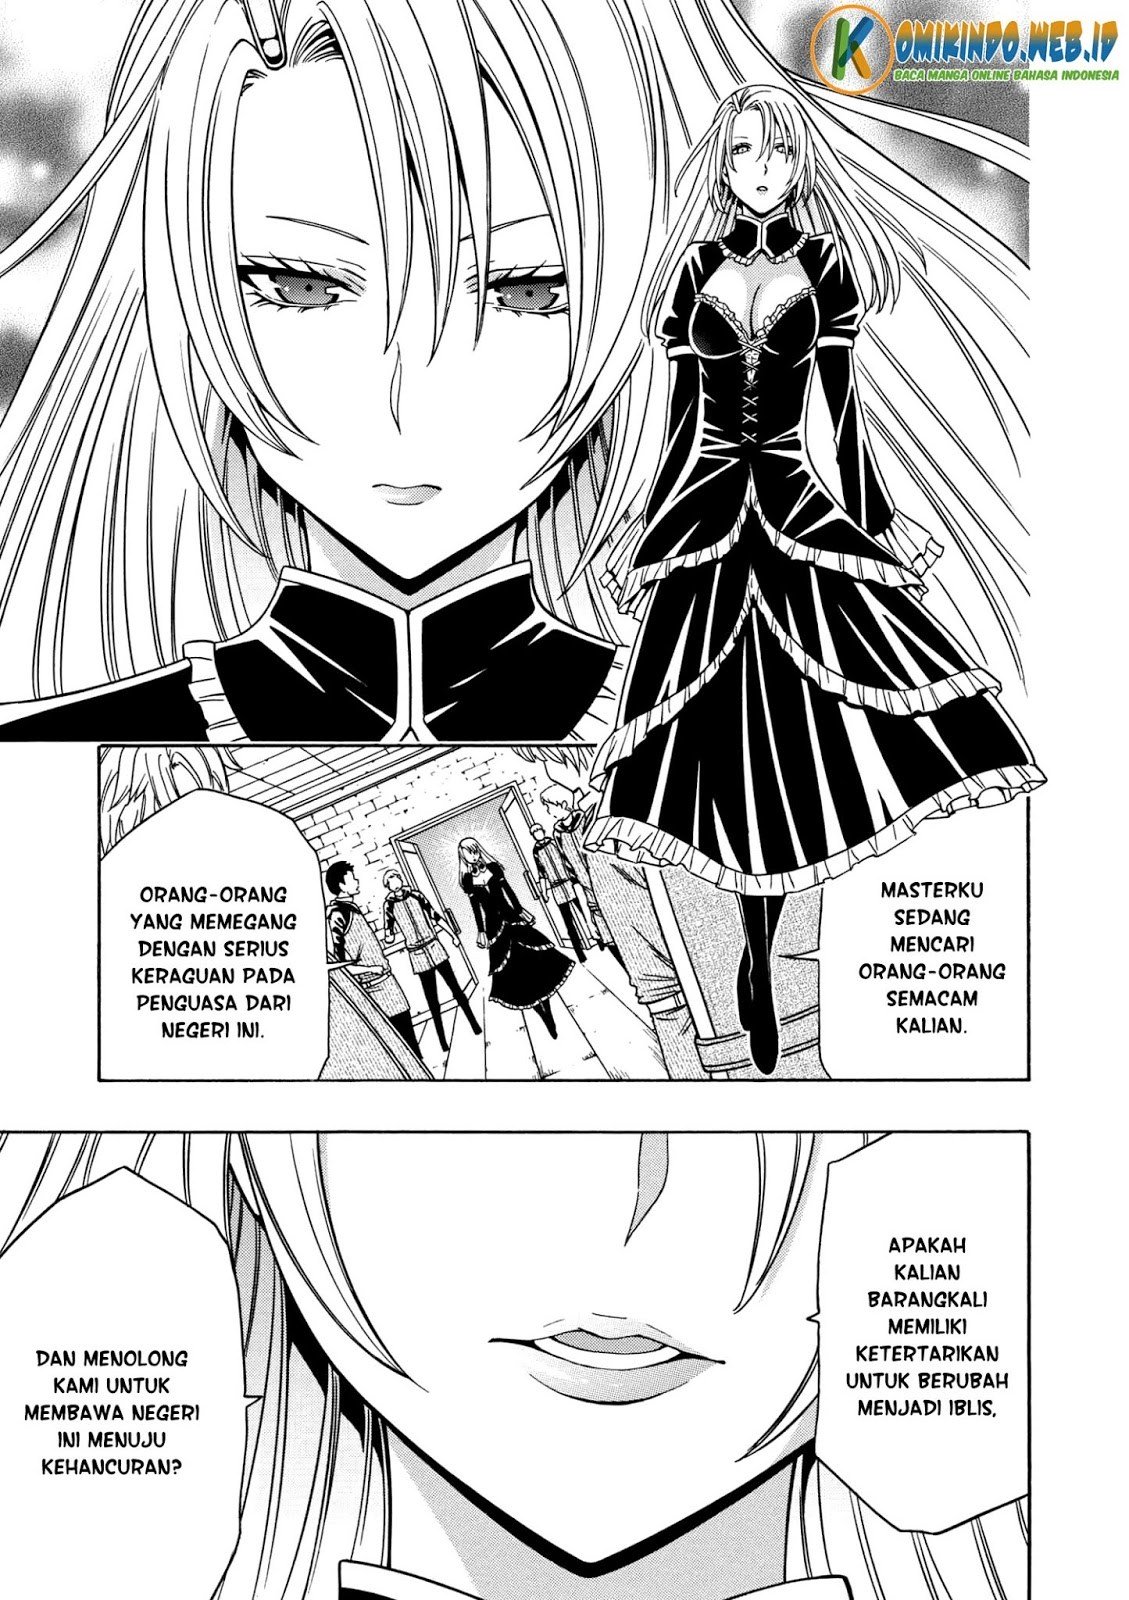 KOMIKINDO.WEB.ID
BACA MANGA ONLINE BAHASA INDONESIA
MASTERKU
SEDANG
MENCARI
ORANG-ORANG
SEMACAM
KALIAN.
ORANG-ORANG
YANG MEMEGANG
DENGAN SERIUS
KERAGUAN PADA
PENGUASA DARI
NEGERI INI.
APAKAH
KALIAN
BARANGKALI
MEMILIKI
KETERTARIKAN
UNTUK BERUBAH
MENJADI IBLIS,
DAN MENOLONG
KAMI UNTUK
MEMBAWA NEGERI
INI MENUJU
KEHANCURAN?